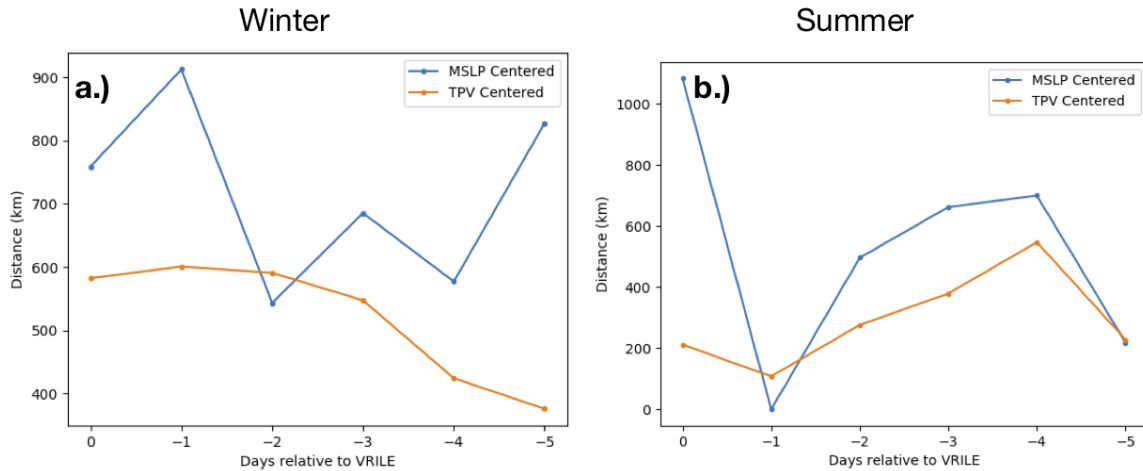 Winter
a.)
MSLP Centered
TPV Centered
Distance (km)
900
800
700
600
500
400
0 −1 −2 −3 −4 −5
Days relative to VRILE
Summer
b.)
MSLP Centered
TPV Centered
Distance (km)
1000
800
600
400
200
0
0 −1 −2 −3 −4 −5
Days relative to VRILE